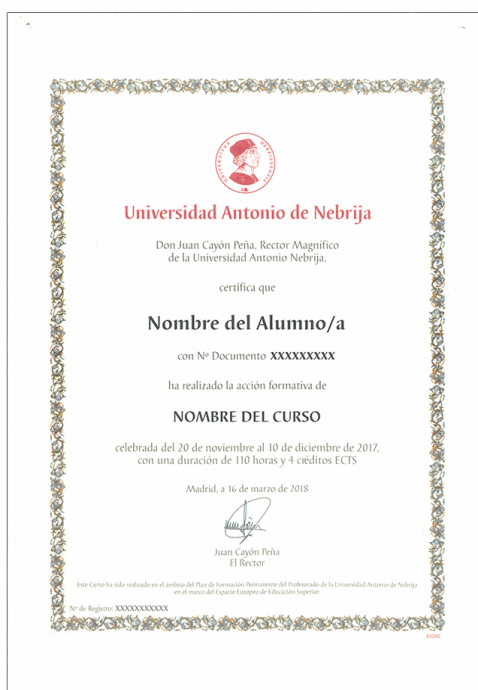 UNIVERSITAS NEBRISSENSIS
Universidad Antonio de Nebrija
Don Juan Cayón Peña, Rector Magnífico
de la Universidad Antonio Nebrija,
certifica que
Nombre del Alumno/a
con Nº Documento XXXXXXXXX
ha realizado la acción formativa de
NOMBRE DEL CURSO
celebrada del 20 de noviembre al 10 de diciembre de 2017,
con una duración de 110 horas y 4 créditos ECTS
Madrid, a 16 de marzo de 2018
Juan Cayón Peña
El Rector
Este Curso ha sido realizado en el ámbito del Plan de Formación Permanente del Profesorado de la Universidad Antonio de Nebrija
en el marco del Espacio Europeo de Educación Superior.
Nº de Registro: XXXXXXXXXXX